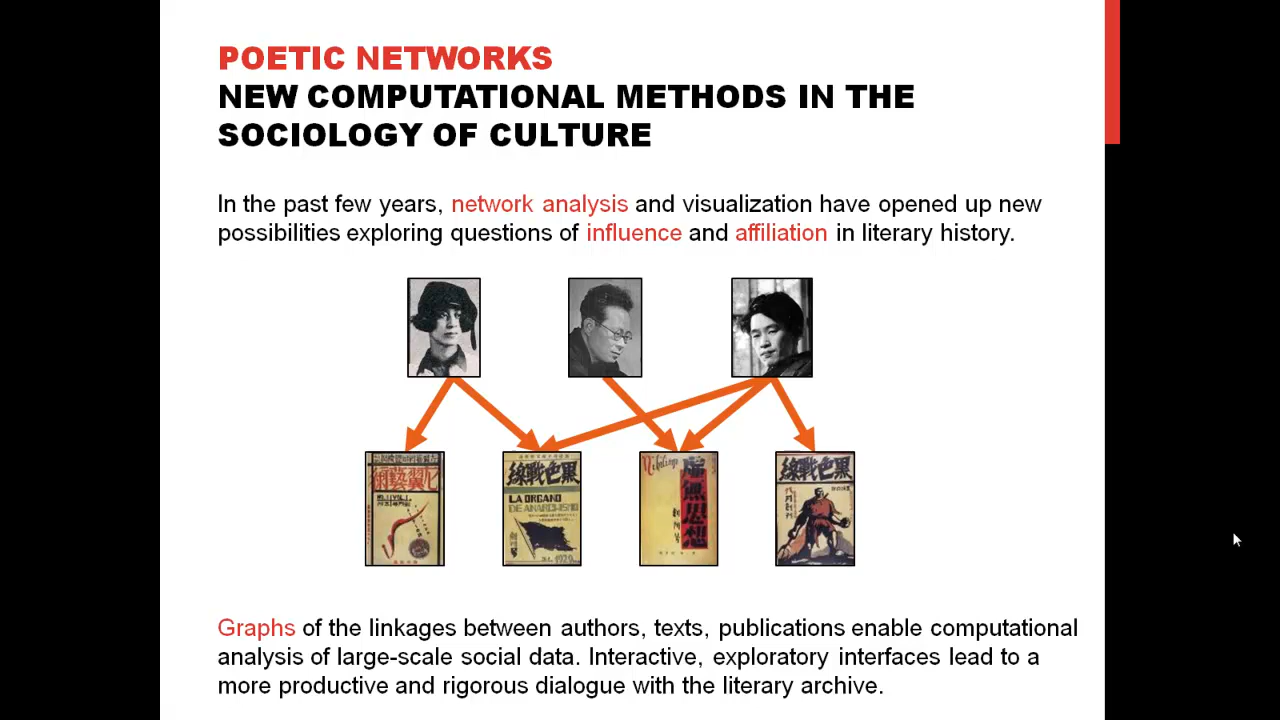 POETIC NETWORKS
NEW COMPUTATIONAL METHODS IN THE
SOCIOLOGY OF CULTURE
In the past few years, network analysis and visualization have opened up new
possibilities exploring questions of influence and affiliation in literary history.
線戰色黑
LA ORGANO
DE ANARCHISMO
1929
虛無思想
線戰色黑
Graphs of the linkages between authors, texts, publications enable computational
analysis of large-scale social data. Interactive, exploratory interfaces lead to a
more productive and rigorous dialogue with the literary archive.